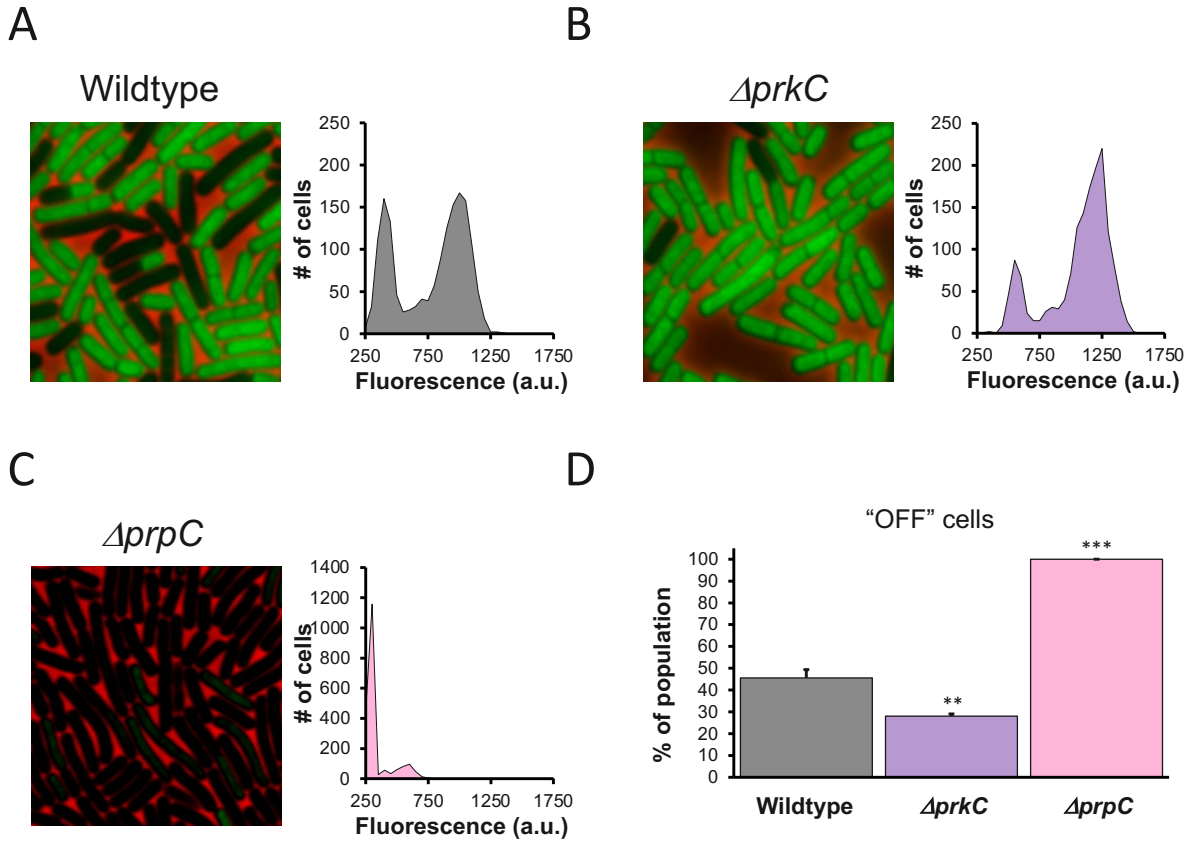 A
Wildtype
250
200
150
100
50
0
# of cells
250 750 1250 1750
Fluorescence (a.u.)
B
ΔprkC
250
200
150
100
50
0
# of cells
250 750 1250 1750
Fluorescence (a.u.)
C
ΔprpC
1400
1200
1000
800
600
400
200
0
# of cells
250 750 1250 1750
Fluorescence (a.u.)
D
“OFF” cells
100
90
80
70
60
50
40
30
20
10
0
% of population
**
***
Wildtype ΔprkC ΔprpC